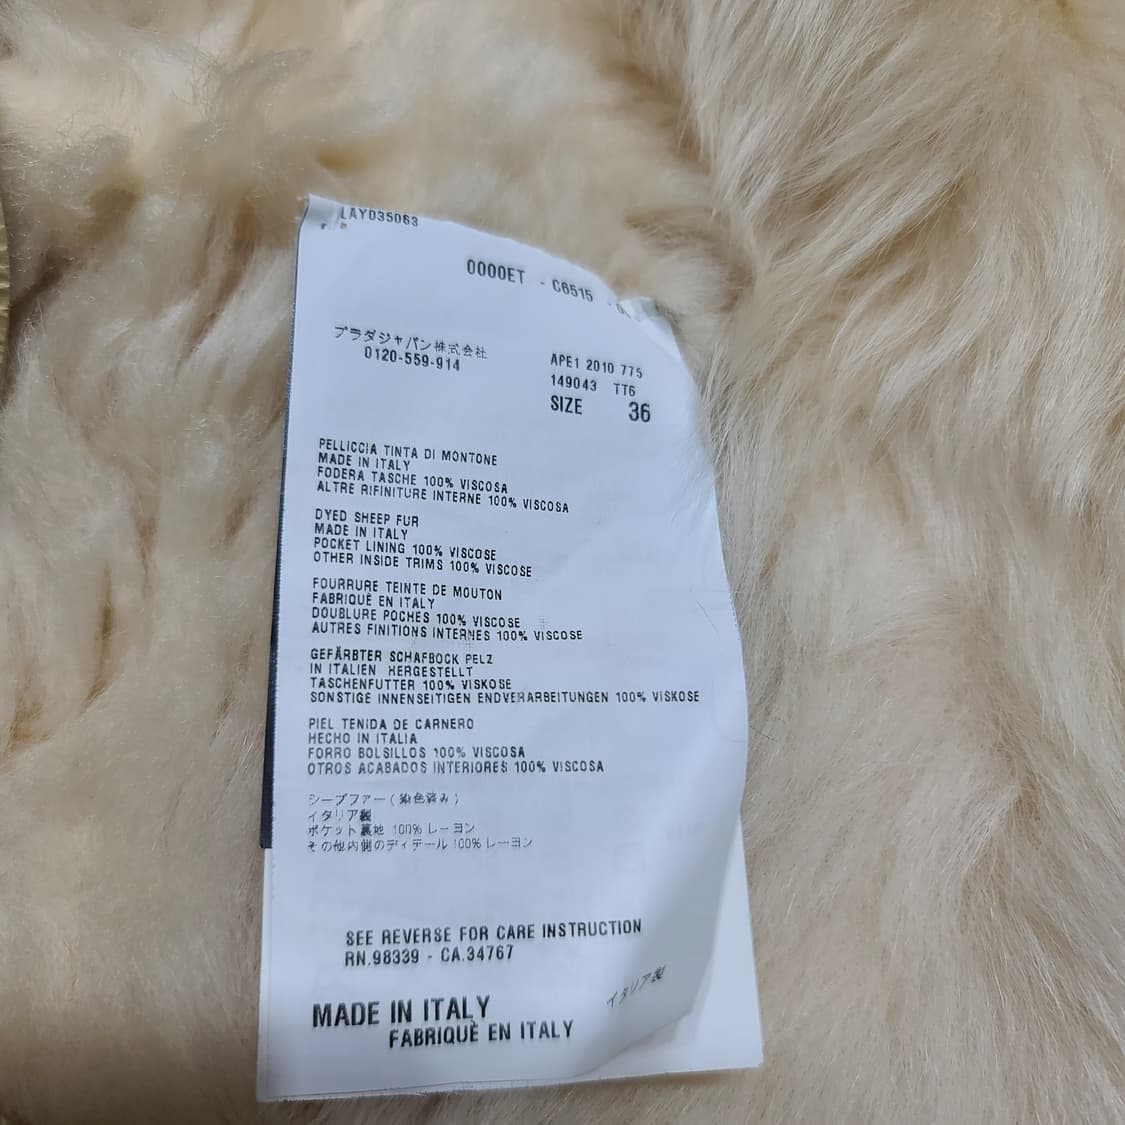 LAY035063
0000ET - C6515
プラダジャパン株式会社
0120-559-914
APE1 2010 775
149043 TT6
SIZE 36
PELLICCIA TINTA DI MONTONE
MADE IN ITALY
FODERA TASCHE 100% VISCOSA
ALTRE RIFINITURE INTERNE 100% VISCOSA
DYED SHEEP FUR
MADE IN ITALY
POCKET LINING 100% VISCOSE
OTHER INSIDE TRIMS 100% VISCOSE
FOURRURE TEINTE DE MOUTON
FABRIQUÉ EN ITALY
DOUBLURE POCHES 100% VISCOSE
AUTRES FINITIONS INTERNES 100% VISCOSE
GEFÄRBTER SCHAFBOCK PELZ
IN ITALIEN HERGESTELLT
TASCHENFUTTER 100% VISKOSE
SONSTIGE INNENSEITIGEN ENDVERARBEITUNGEN 100% VISKOSE
PIEL TENIDA DE CARNERO
HECHO IN ITALIA
FORRO BOLSILLOS 100% VISCOSA
OTROS ACABADOS INTERIORES 100% VISCOSA
シープファー(染色済み)
イタリア製
ポケット裏地 100% レーヨン
その他内側のディテール 100% レーヨン
SEE REVERSE FOR CARE INSTRUCTION
RN.98339 - CA.34767
イタリア製
MADE IN ITALY
FABRIQUÈ EN ITALY